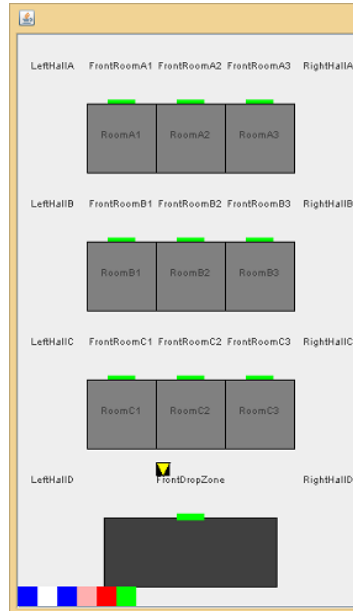 LeftHallA FrontRoomA1 FrontRoomA2 FrontRoomA3 RightHallA
RoomA1 RoomA2 RoomA3
LeftHallB FrontRoomB1 FrontRoomB2 FrontRoomB3 RightHallB
RoomB1 RoomB2 RoomB3
LeftHallC FrontRoomC1 FrontRoomC2 FrontRoomC3 RightHallC
RoomC1 RoomC2 RoomC3
LeftHallD FrontDropZone RightHallD